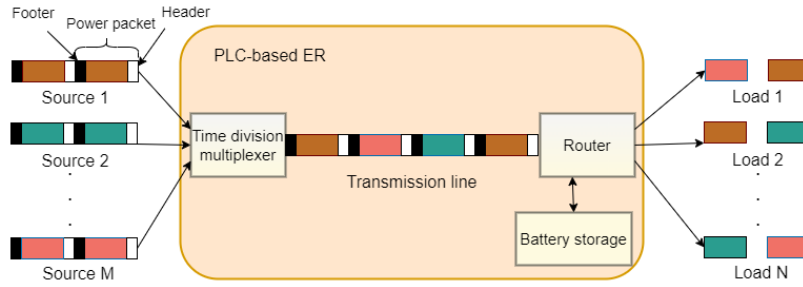 Footer
Power packet
Header
PLC-based ER
Source 1
Load 1
Time division
multiplexer
Router
Source 2
Load 2
Transmission line
Battery storage
Source M
Load N